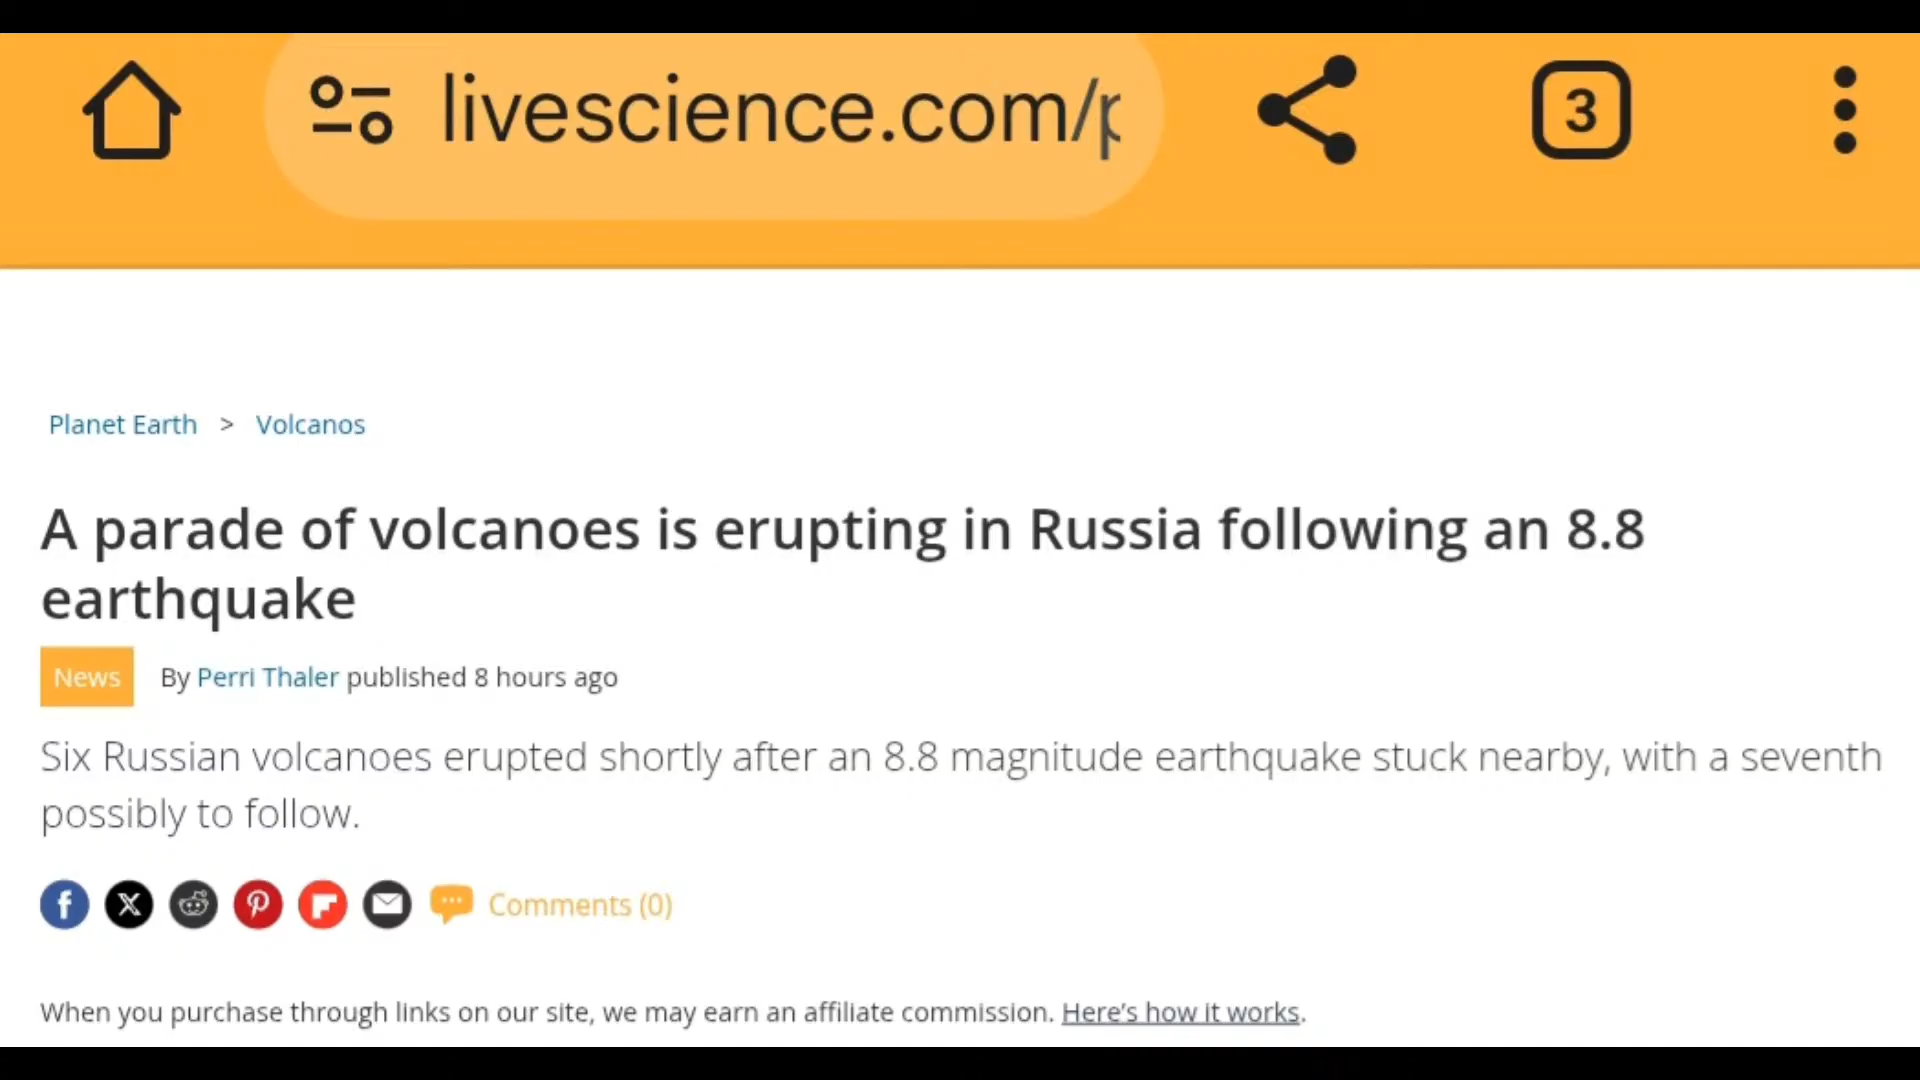 livescience.com/p
3
Planet Earth > Volcanos
A parade of volcanoes is erupting in Russia following an 8.8
earthquake
News By Perri Thaler published 8 hours ago
Six Russian volcanoes erupted shortly after an 8.8 magnitude earthquake stuck nearby, with a seventh
possibly to follow.
Comments (0)
When you purchase through links on our site, we may earn an affiliate commission. Here's how it works.